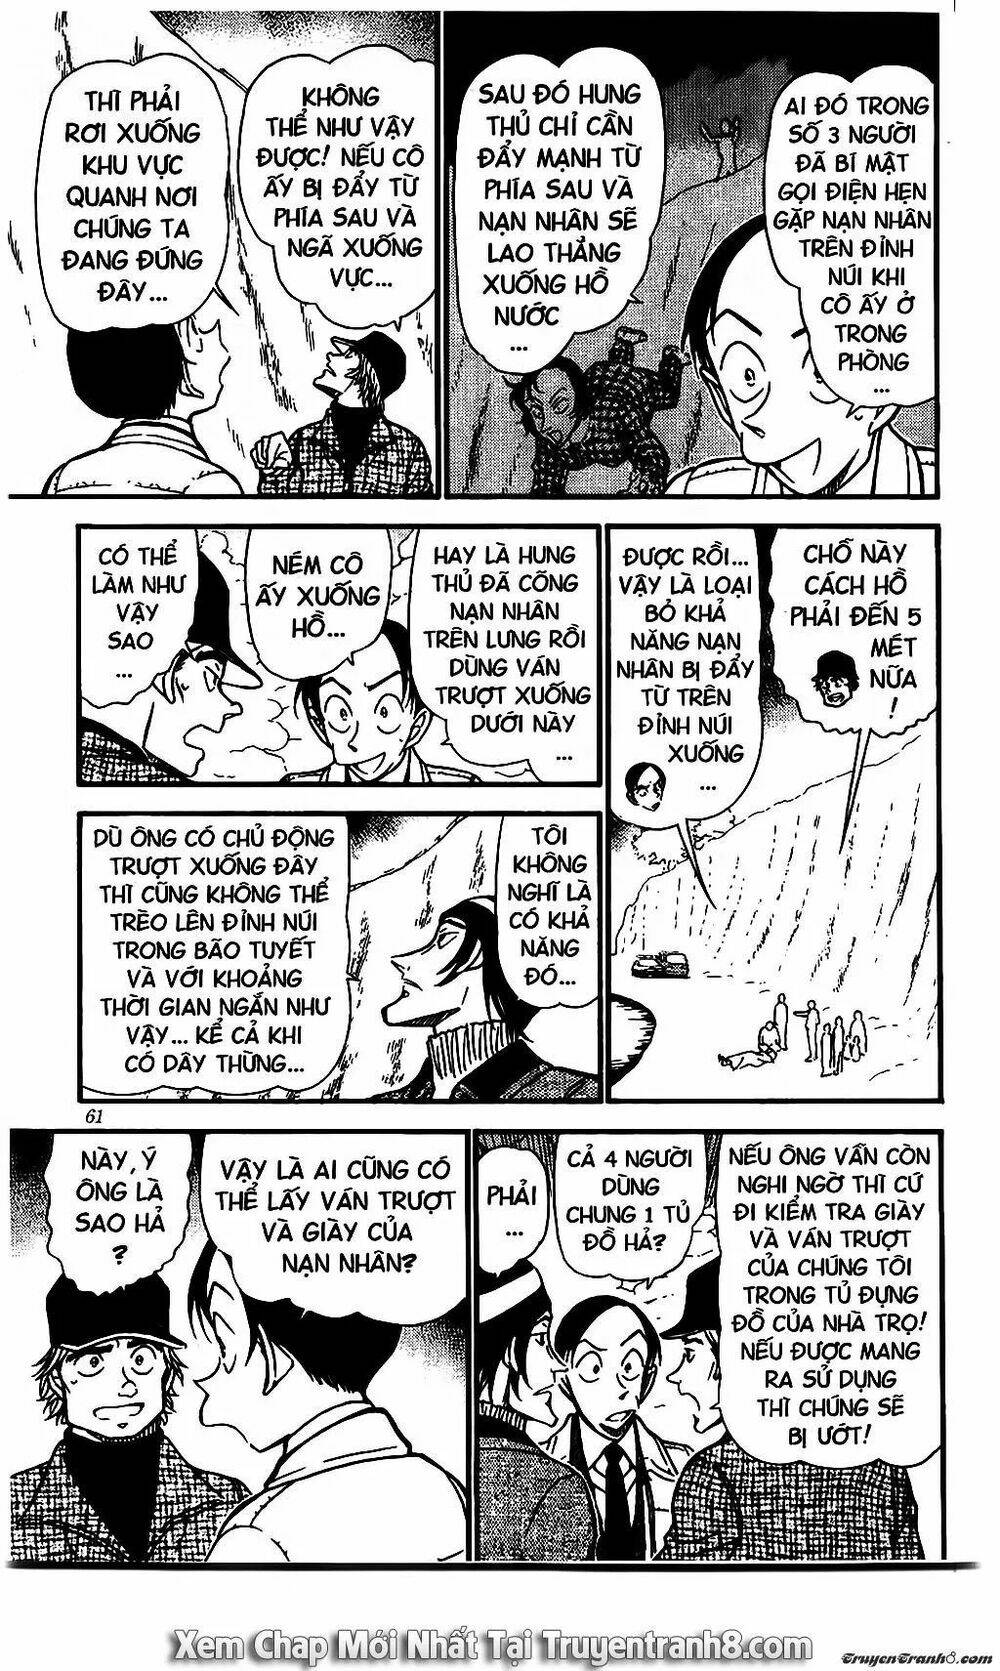 AI ĐÓ TRONG
SỐ 3 NGƯỜI
ĐÃ BÍ MẬT
GỌI ĐIỆN HẸN
GẶP NẠN NHÂN
TRÊN ĐỈNH
NÚI KHI
CÔ ẤY Ở
TRONG
PHÒNG
...
SAU ĐÓ HUNG
THỦ CHỈ CẦN
ĐẨY MẠNH TỪ
PHÍA SAU VÀ
NẠN NHÂN SẼ
LAO THẲNG
XUỐNG HỒ
NƯỚC
...
KHÔNG
THỂ NHƯ VẬY
ĐƯỢC! NẾU CÔ
ẤY BỊ ĐẨY TỪ
PHÍA SAU VÀ
NGÃ XUỐNG
VỰC...
THÌ PHẢI
RƠI XUỐNG
KHU VỰC
QUANH NƠI
CHÚNG TA
ĐANG ĐỨNG
ĐÂY...
CHỖ NÀY
CÁCH HỒ
PHẢI ĐẾN 5
MÉT
NỮA
!
ĐƯỢC RỒI...
VẬY LÀ LOẠI
BỎ KHẢ
NĂNG NẠN
NHÂN BỊ ĐẨY
TỪ TRÊN
ĐỈNH NÚI
XUỐNG
...
HAY LÀ HUNG
THỦ ĐÃ CÕNG
NẠN NHÂN
TRÊN LƯNG RỒI
DÙNG VÁN
TRƯỢT XUỐNG
DƯỚI NÀY
...
NÉM CÔ
ẤY XUỐNG
HỒ...
CÓ THỂ
LÀM NHƯ
VẬY
SAO
...
TÔI
KHÔNG
NGHĨ LÀ
CÓ KHẢ
NĂNG
ĐÓ...
DÙ ÔNG CÓ CHỦ ĐỘNG
TRƯỢT XUỐNG ĐÂY
THÌ CŨNG KHÔNG THỂ
TRÈO LÊN ĐỈNH NÚI
TRONG BÃO TUYẾT
VÀ VỚI KHOẢNG
THỜI GIAN NGẮN NHƯ
VẬY... KỂ CẢ KHI
CÓ DÂY THỪNG...
61
NẾU ÔNG VẪN CÒN
NGHI NGỜ THÌ CỨ
ĐI KIỂM TRA GIÀY
VÀ VÁN TRƯỢT
CỦA CHÚNG TÔI
TRONG TỦ ĐỰNG
ĐỒ CỦA NHÀ TRỌ!
NẾU ĐƯỢC MANG
RA SỬ DỤNG
THÌ CHÚNG SẼ
BỊ ƯỚT!
CẢ 4 NGƯỜI
DÙNG
CHUNG 1 TỦ
ĐỒ HẢ?
PHẢI
...
VẬY LÀ AI CŨNG CÓ
THỂ LẤY VÁN TRƯỢT
VÀ GIÀY CỦA
NẠN NHÂN?
NÀY, Ý
ÔNG LÀ
SAO HẢ
?
Xem Chap Mới Nhất Tại Truyentranh8.com
TruyenTranh8.com